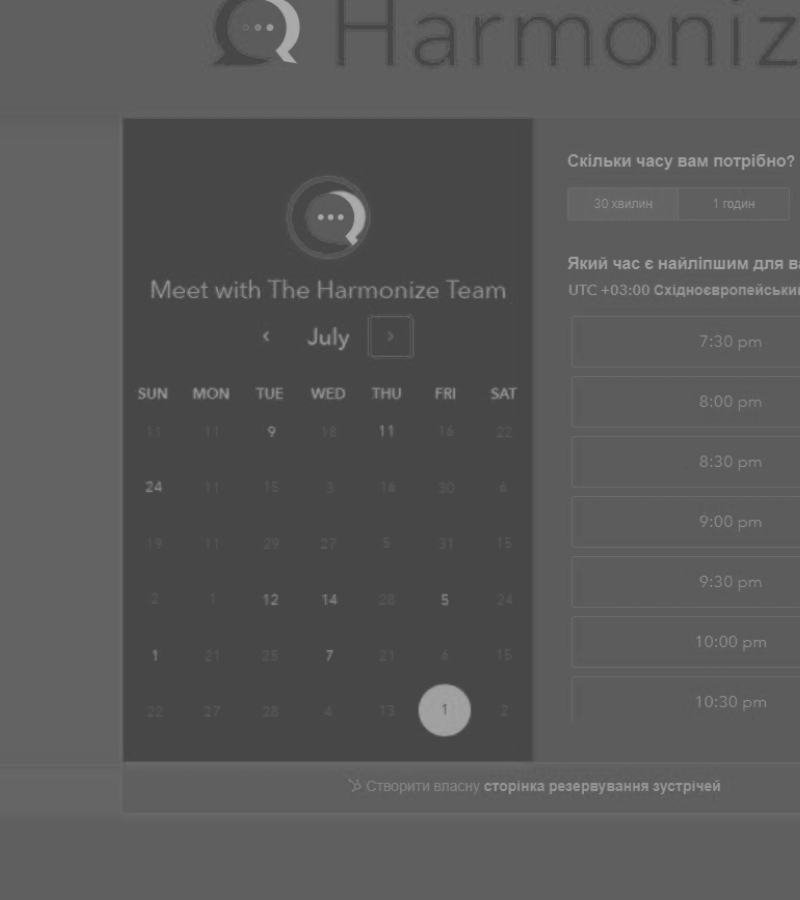 Harmoniz
Meet with The Harmonize Team
July
SUN MON TUE WED THU FRI SAT
11 11 9 18 11 16 22
24 11 15 3 16 30 6
19 11 29 27 5 31 15
2 1 12 14 28 5 24
1 21 25 7 21 6 15
22 27 28 4 13 1 2
Скільки часу вам потрібно?
30 хвилин 1 годин
Який час є найліпшим для
UTC +03:00 Східноєвропейськи
7:30 pm
8:00 pm
8:30 pm
9:00 pm
9:30 pm
10:00 pm
10:30 pm
Створити власну сторінка резервування зустрічей